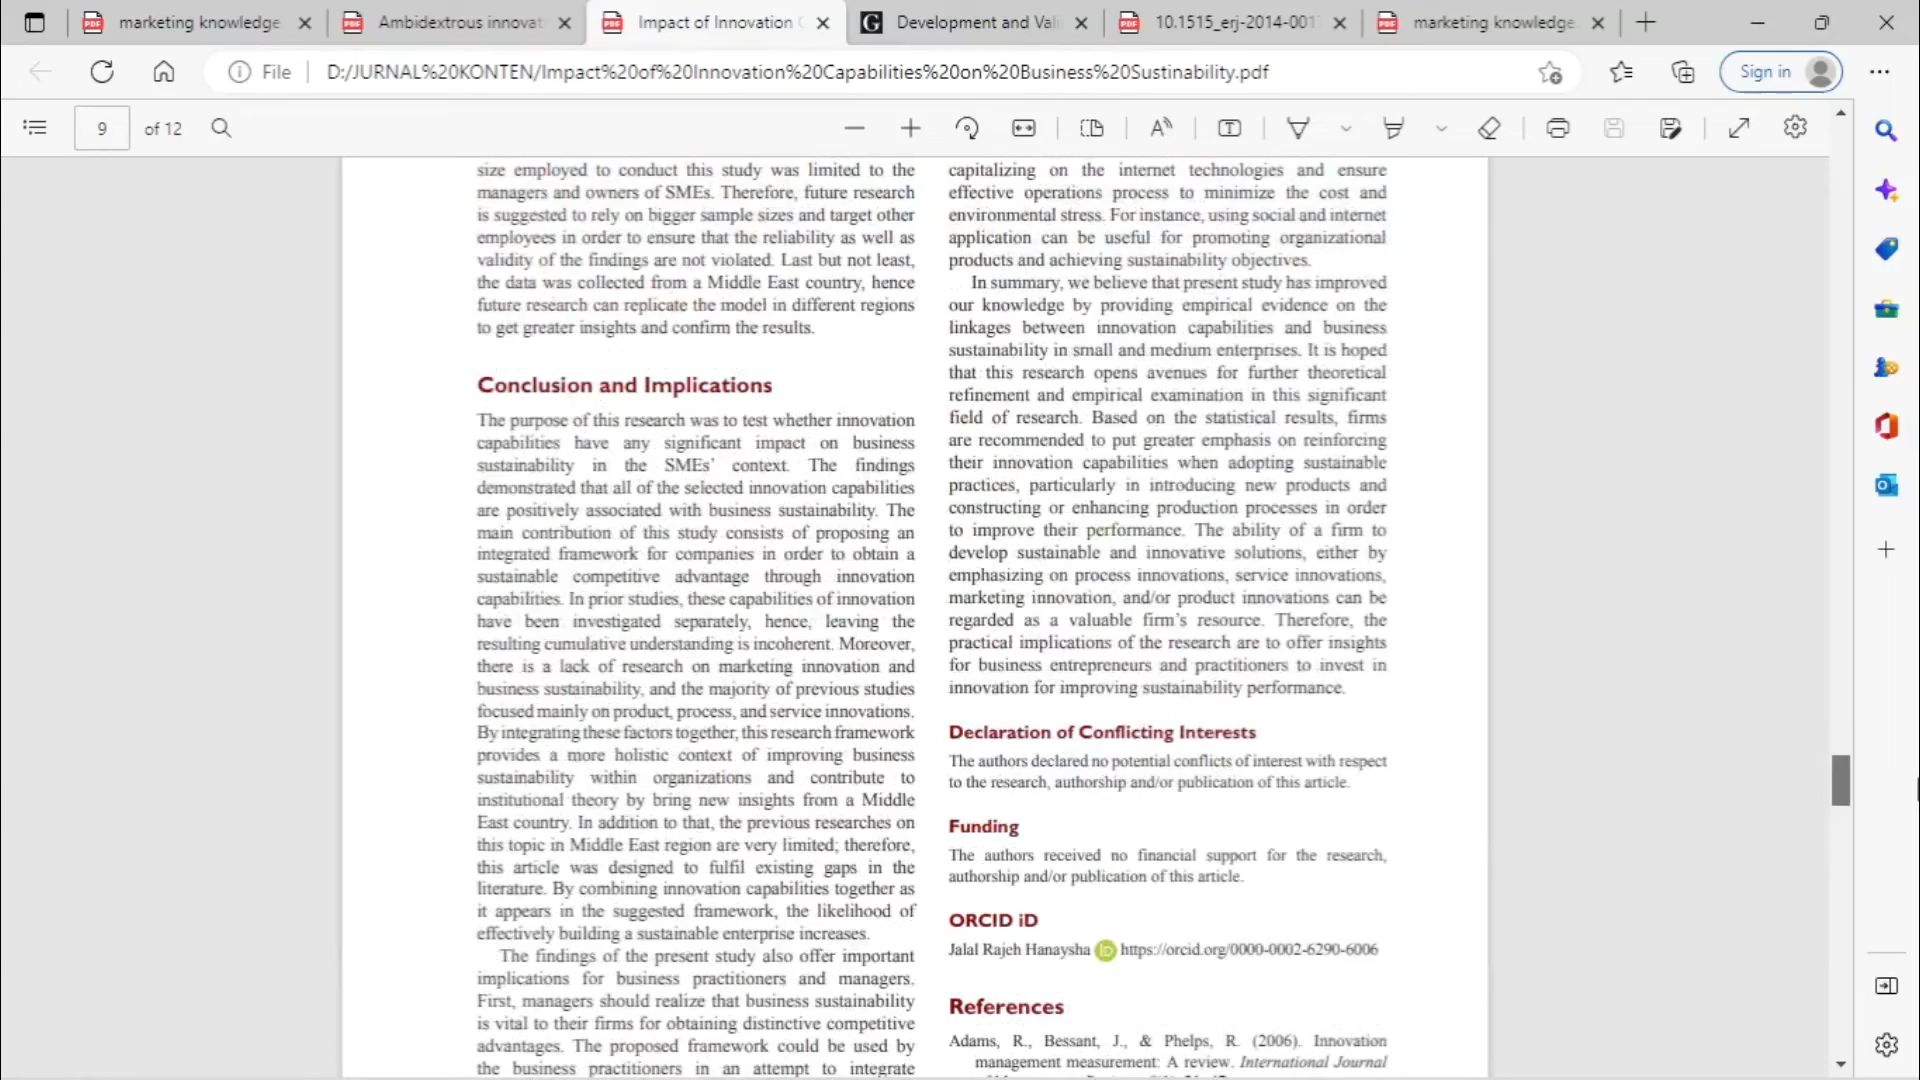 marketing knowledge
Ambidextrous innovat
Impact of Innovation C
Development and Vali
10.1515_erj-2014-001
marketing knowledge
File
D:/JURNAL%20KONTEN/Impact%20of%20Innovation%20Capabilities%20on%20Business%20Sustinability.pdf
Sign in
9 of 12
size employed to conduct this study was limited to the
managers and owners of SMEs. Therefore, future research
is suggested to rely on bigger sample sizes and target other
employees in order to ensure that the reliability as well as
validity of the findings are not violated. Last but not least,
the data was collected from a Middle East country, hence
future research can replicate the model in different regions
to get greater insights and confirm the results.
Conclusion and Implications
The purpose of this research was to test whether innovation
capabilities have any significant impact on business
sustainability in the SMEs' context. The findings
demonstrated that all of the selected innovation capabilities
are positively associated with business sustainability. The
main contribution of this study consists of proposing an
integrated framework for companies in order to obtain a
sustainable competitive advantage through innovation
capabilities. In prior studies, these capabilities of innovation
have been investigated separately, hence, leaving the
resulting cumulative understanding is incoherent. Moreover,
there is a lack of research on marketing innovation and
business sustainability, and the majority of previous studies
focused mainly on product, process, and service innovations.
By integrating these factors together, this research framework
provides a more holistic context of improving business
sustainability within organizations and contribute to
institutional theory by bring new insights from a Middle
East country. In addition to that, the previous researches on
this topic in Middle East region are very limited; therefore,
this article was designed to fulfil existing gaps in the
literature. By combining innovation capabilities together as
it appears in the suggested framework, the likelihood of
effectively building a sustainable enterprise increases.
The findings of the present study also offer important
implications for business practitioners and managers.
First, managers should realize that business sustainability
is vital to their firms for obtaining distinctive competitive
advantages. The proposed framework could be used by
the business practitioners in an attempt to integrate
capitalizing on the internet technologies and ensure
effective operations process to minimize the cost and
environmental stress. For instance, using social and internet
application can be useful for promoting organizational
products and achieving sustainability objectives.
In summary, we believe that present study has improved
our knowledge by providing empirical evidence on the
linkages between innovation capabilities and business
sustainability in small and medium enterprises. It is hoped
that this research opens avenues for further theoretical
refinement and empirical examination in this significant
field of research. Based on the statistical results, firms
are recommended to put greater emphasis on reinforcing
their innovation capabilities when adopting sustainable
practices, particularly in introducing new products and
constructing or enhancing production processes in order
to improve their performance. The ability of a firm to
develop sustainable and innovative solutions, either by
emphasizing on process innovations, service innovations,
marketing innovation, and/or product innovations can be
regarded as a valuable firm's resource. Therefore, the
practical implications of the research are to offer insights
for business entrepreneurs and practitioners to invest in
innovation for improving sustainability performance.
Declaration of Conflicting Interests
The authors declared no potential conflicts of interest with respect
to the research, authorship and/or publication of this article.
Funding
The authors received no financial support for the research,
authorship and/or publication of this article.
ORCID iD
Jalal Rajeh Hanaysha iD https://orcid.org/0000-0002-6290-6006
References
Adams, R., Bessant, J., & Phelps, R. (2006). Innovation
management measurement: A review. International Journal